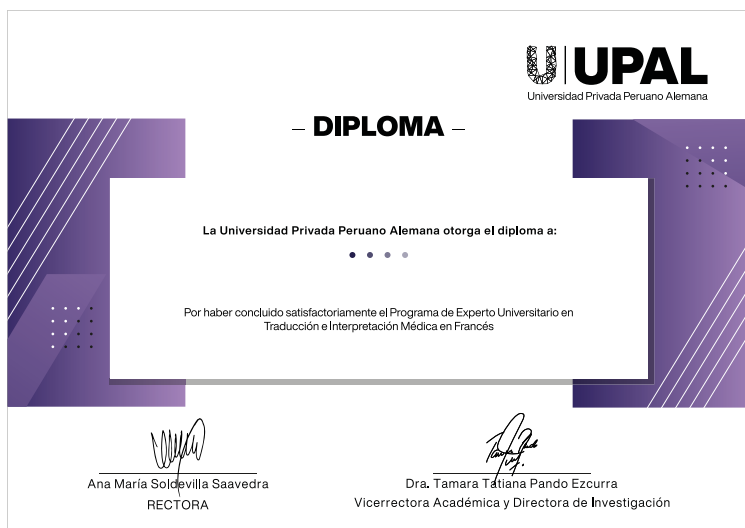 UPAL
Universidad Privada Peruano Alemana
– DIPLOMA –
La Universidad Privada Peruano Alemana otorga el diploma a:
Por haber concluido satisfactoriamente el Programa de Experto Universitario en
Traducción e Interpretación Médica en Francés
Ana María Soldevilla Saavedra
RECTORA
Dra. Tamara Tatiana Pando Ezcurra
Vicerrectora Académica y Directora de Investigación